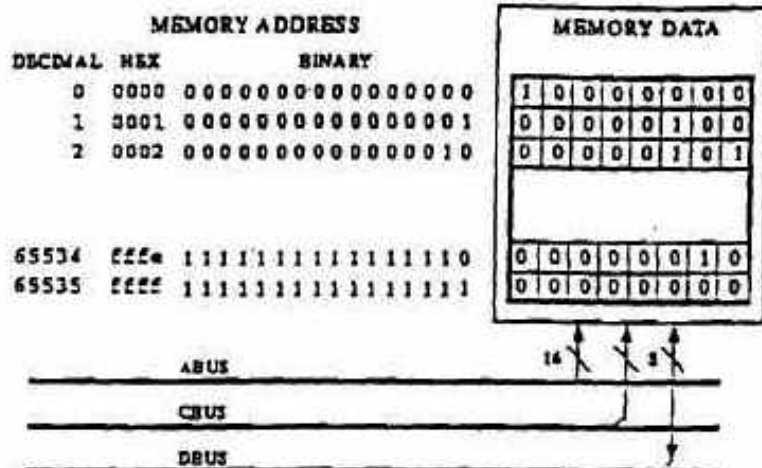 MEMORY ADDRESS
MEMORY DATA
DECIMAL HEX BINARY
0 0000 0000000000000000
1 0001 0000000000000001
2 0002 0000000000000010
65534 fffe 1111111111111110
65535 ffff 1111111111111111
1 0 0 0 0 0 0 0
0 0 0 0 0 1 0 0
0 0 0 0 0 1 0 1
0 0 0 0 0 0 1 0
0 0 0 0 0 0 0 0
16 8
ABUS
CBUS
DBUS